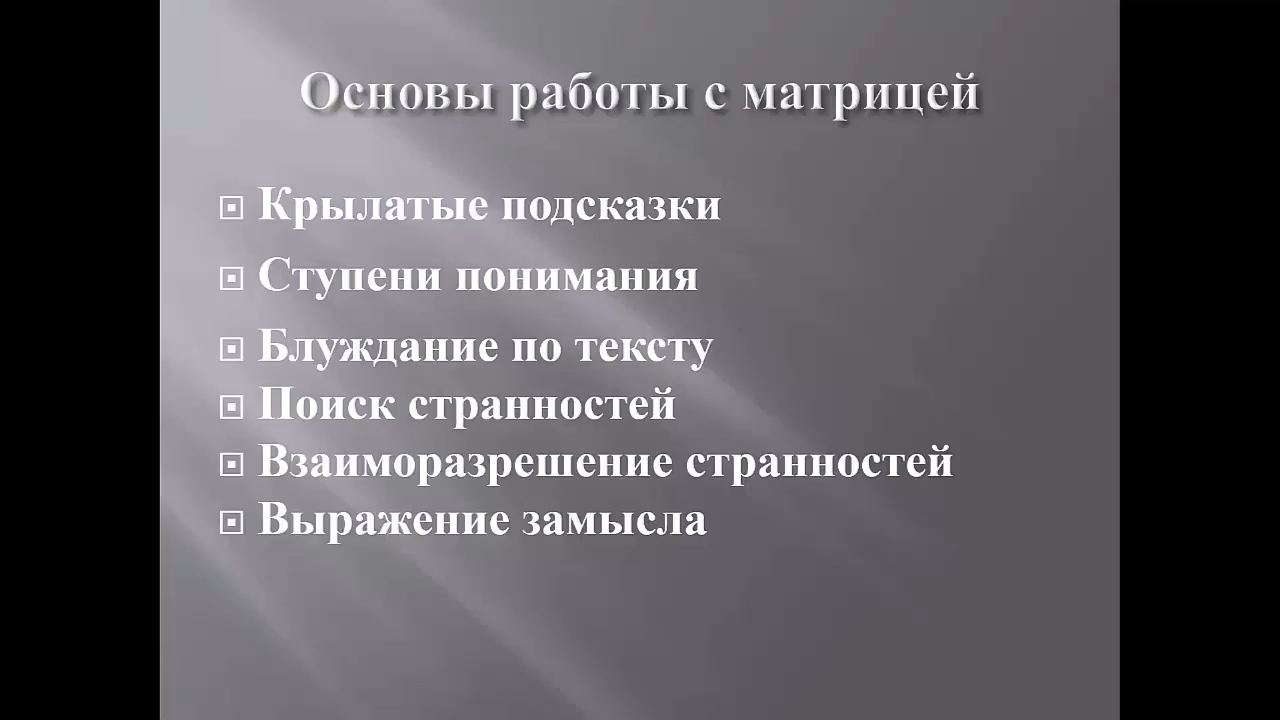 Основы работы с матрицей
Крылатые подсказки
Ступени понимания
Блуждание по тексту
Поиск странностей
Взаиморазрешение странностей
Выражение замысла